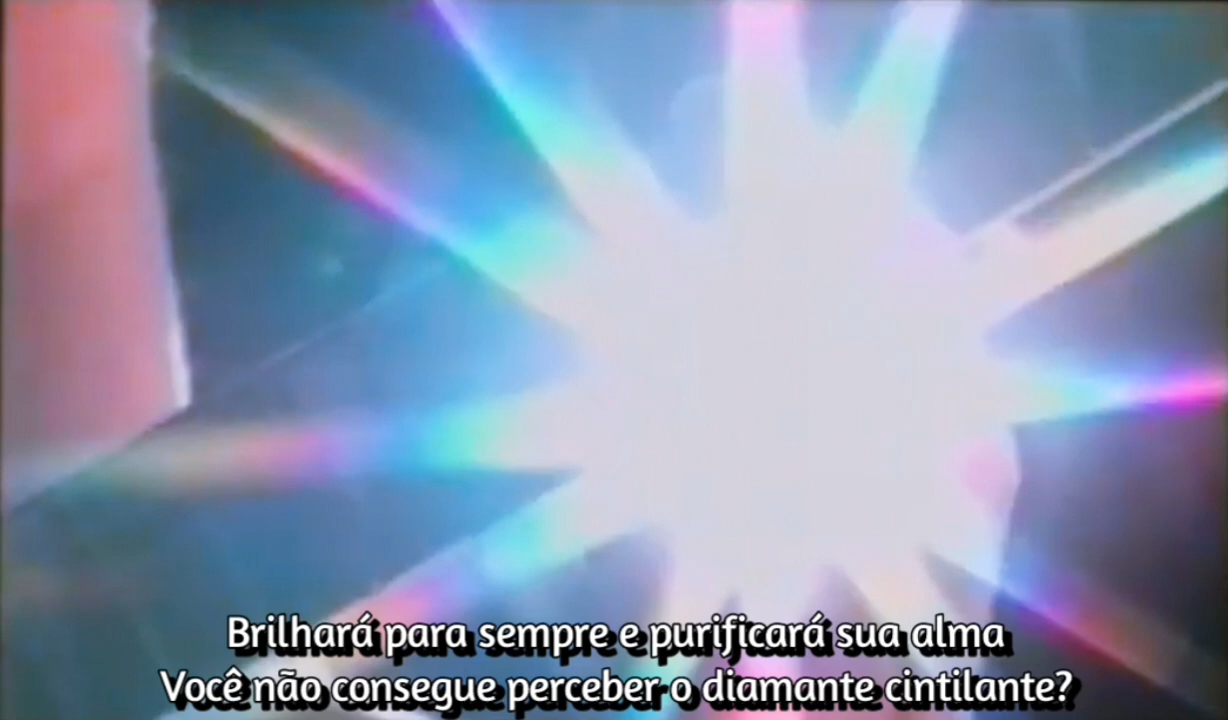 Brilhará para sempre e purificará sua alma
Você não consegue perceber o diamante cintilante?